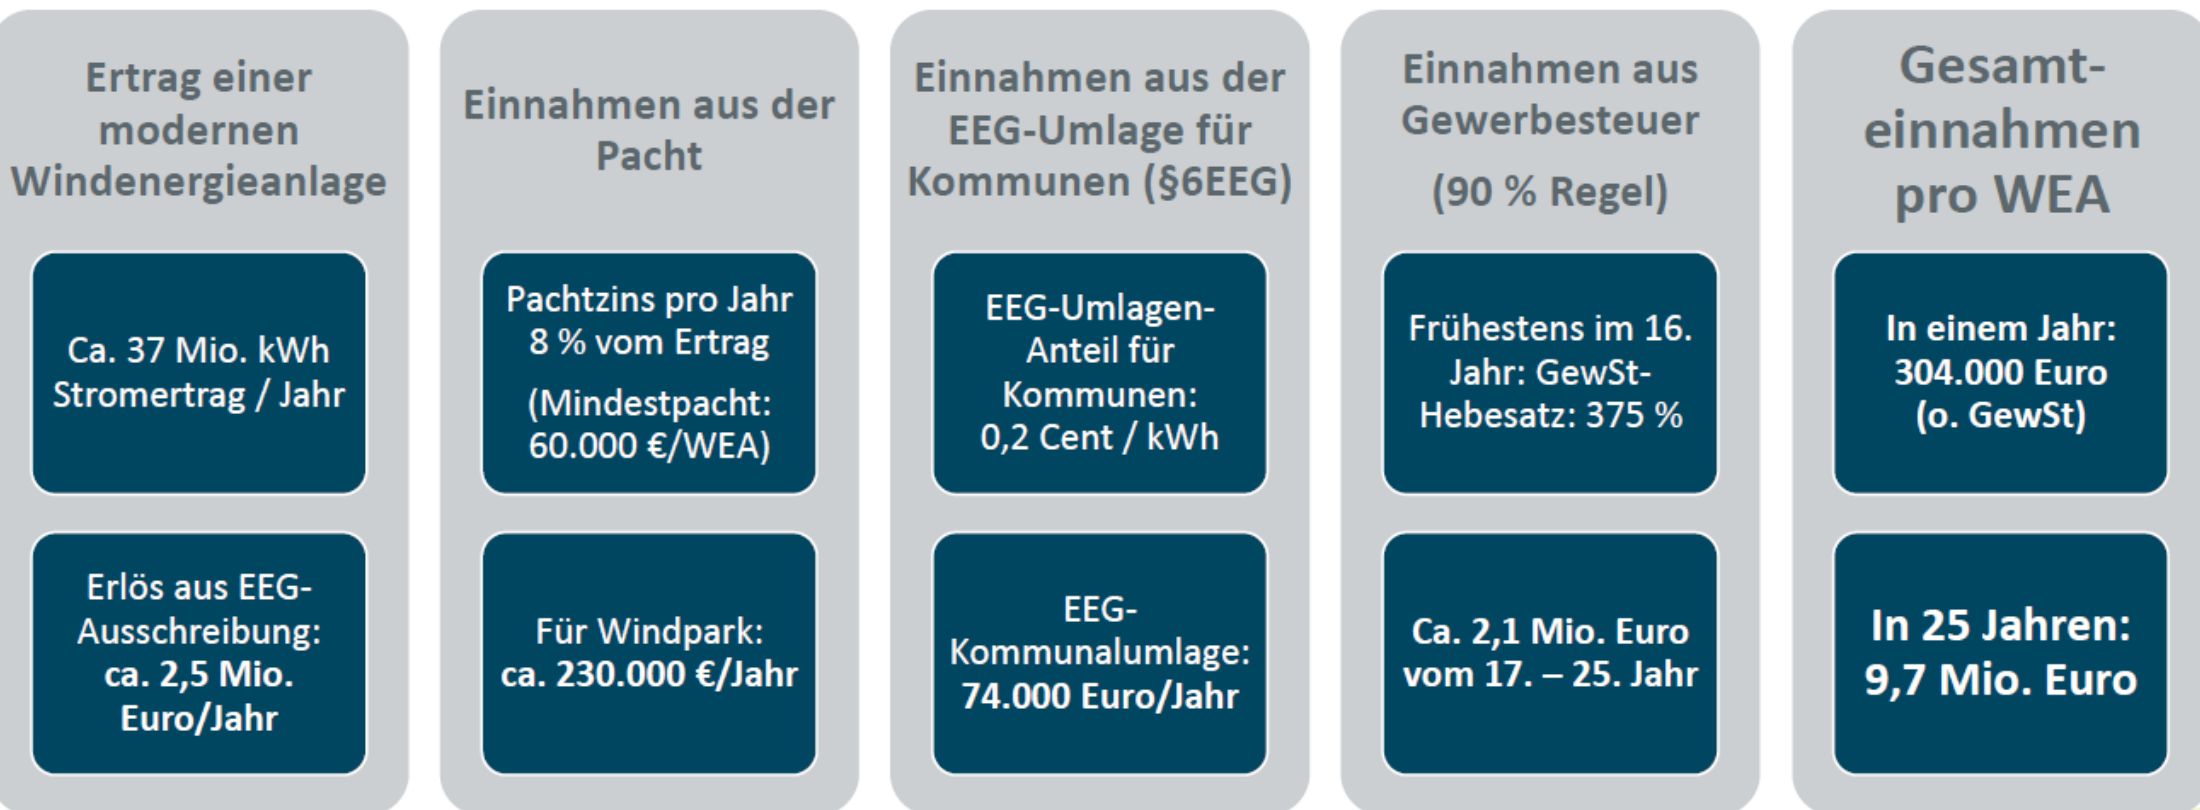 Ertrag einer
modernen
Windenergieanlage
Ca. 37 Mio. kWh
Stromertrag / Jahr
Erlös aus EEG-
Ausschreibung:
ca. 2,5 Mio.
Euro/Jahr
Einnahmen aus der
Pacht
Pachtzins pro Jahr
8 % vom Ertrag
(Mindestpacht:
60.000 €/WEA)
Für Windpark:
ca. 230.000 €/Jahr
Einnahmen aus der
EEG-Umlage für
Kommunen (§6EEG)
EEG-Umlagen-
Anteil für
Kommunen:
0,2 Cent / kWh
EEG-
Kommunalumlage:
74.000 Euro/Jahr
Einnahmen aus
Gewerbesteuer
(90 % Regel)
Frühestens im 16.
Jahr: GewSt-
Hebesatz: 375 %
Ca. 2,1 Mio. Euro
vom 17. – 25. Jahr
Gesamt-
einnahmen
pro WEA
In einem Jahr:
304.000 Euro
(o. GewSt)
In 25 Jahren:
9,7 Mio. Euro